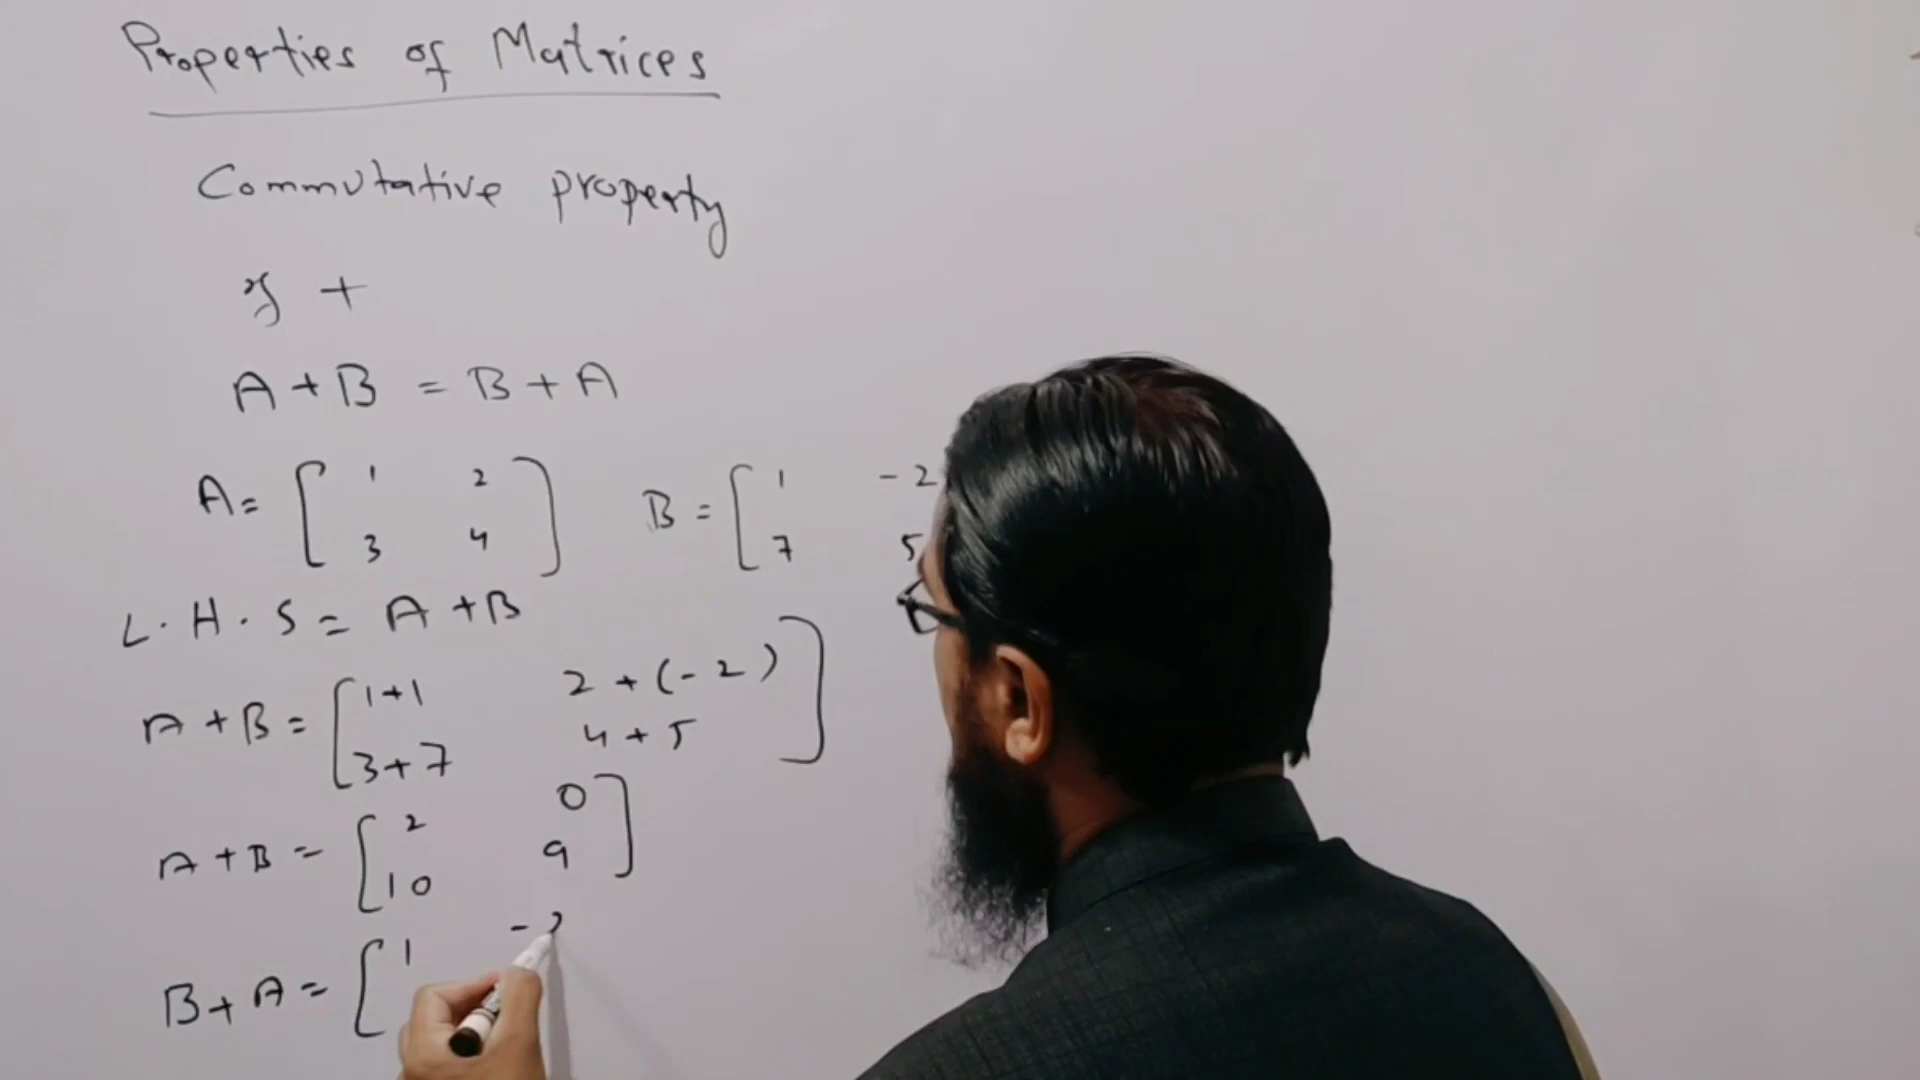 Properties of Matrices
Commutative property
+
A + B = B + A
A = [ 1 2 B = [ 1 -2
3 4 ] 7 5
L.H.S = A + B
A + B = [ 1+1 2 + (-2)
3+7 4 + 5 ]
A + B = [ 2 0
10 9 ]
B + A = [ 1 -2